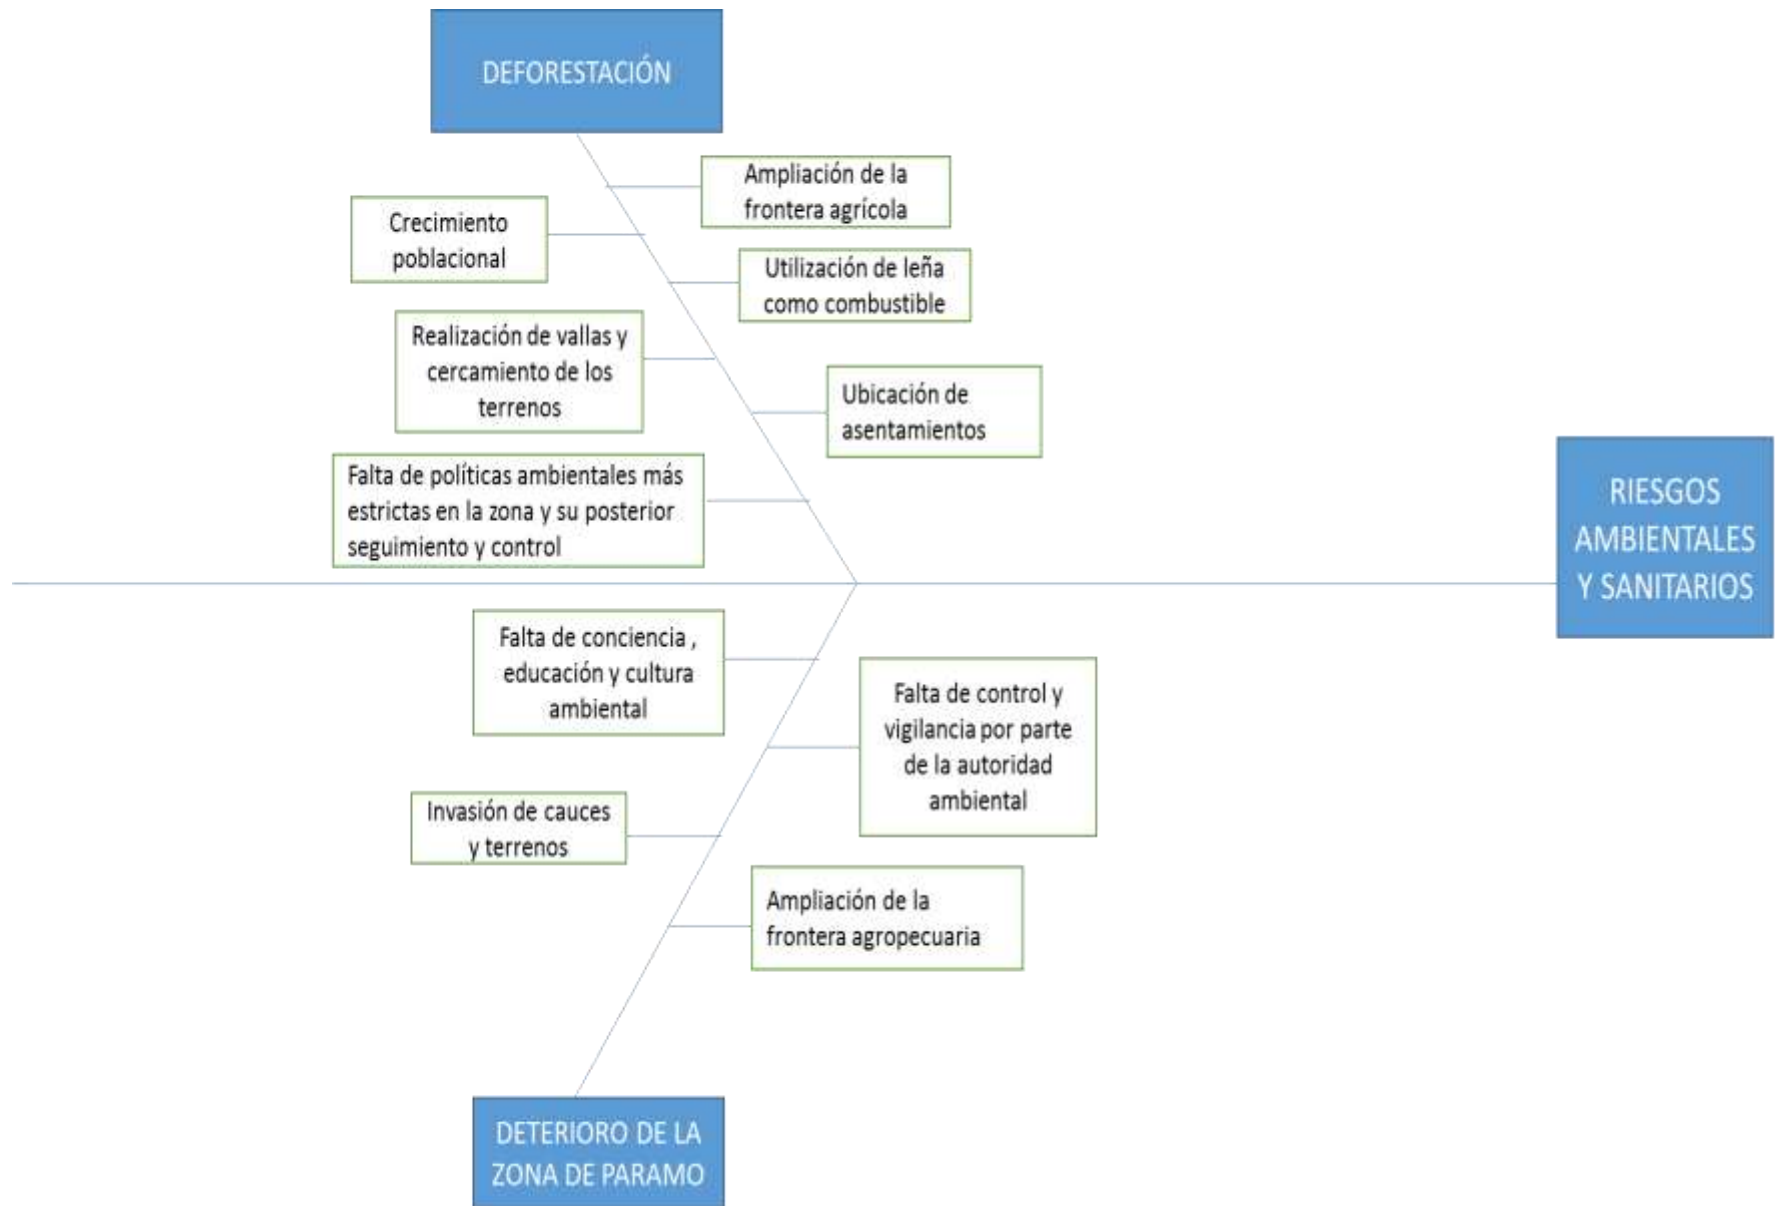 DEFORESTACIÓN
Ampliación de la
frontera agrícola
Crecimiento
poblacional
Utilización de leña
como combustible
Realización de vallas y
cercamiento de los
terrenos
Ubicación de
asentamientos
Falta de políticas ambientales más
estrictas en la zona y su posterior
seguimiento y control
RIESGOS
AMBIENTALES
Y SANITARIOS
Falta de conciencia ,
educación y cultura
ambiental
Falta de control y
vigilancia por parte
de la autoridad
ambiental
Invasión de cauces
y terrenos
Ampliación de la
frontera agropecuaria
DETERIORO DE LA
ZONA DE PARAMO